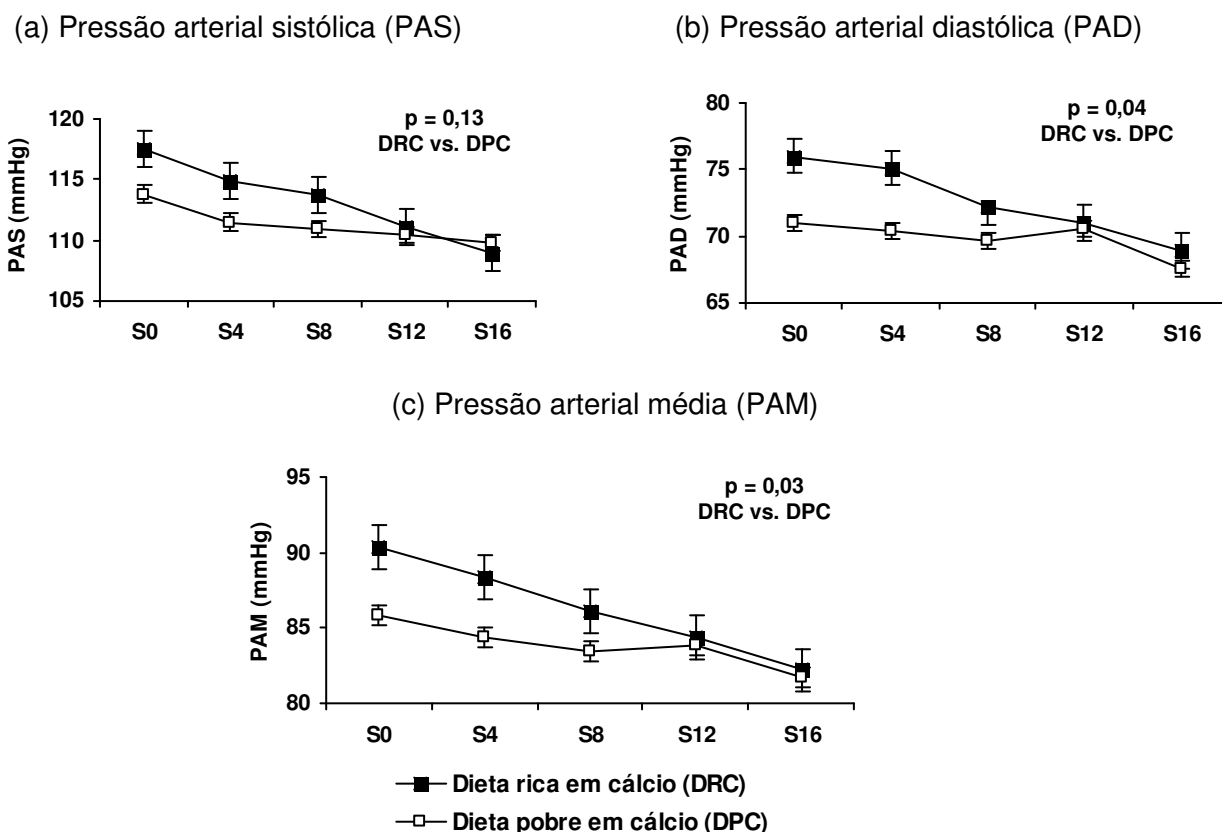 (a) Pressão arterial sistólica (PAS)
p = 0,13
DRC vs. DPC
PAS (mmHg)
120
115
110
105
S0 S4 S8 S12 S16
(b) Pressão arterial diastólica (PAD)
p = 0,04
DRC vs. DPC
PAD (mmHg)
80
75
70
65
S0 S4 S8 S12 S16
(c) Pressão arterial média (PAM)
p = 0,03
DRC vs. DPC
PAM (mmHg)
95
90
85
80
S0 S4 S8 S12 S16
Dieta rica em cálcio (DRC)
Dieta pobre em cálcio (DPC)